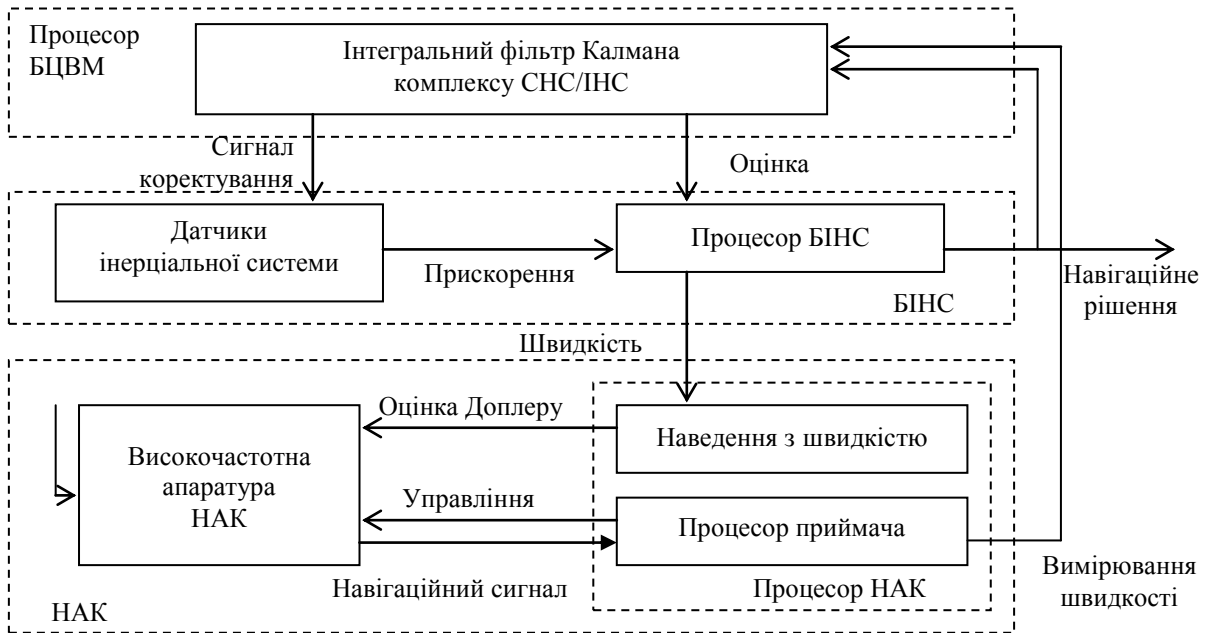 Процесор
БЦВМ
Інтегральний фільтр Калмана
комплексу СНС/ІНС
Сигнал
коректування
Оцінка
Датчики
інерціальної системи
Прискорення
Процесор БІНС
БІНС
Навігаційне
рішення
Швидкість
Оцінка Доплеру
Наведення з швидкістю
Високочастотна
апаратура
НАК
Управління
Процесор приймача
Навігаційний сигнал
Процесор НАК
Вимірювання
швидкості
НАК